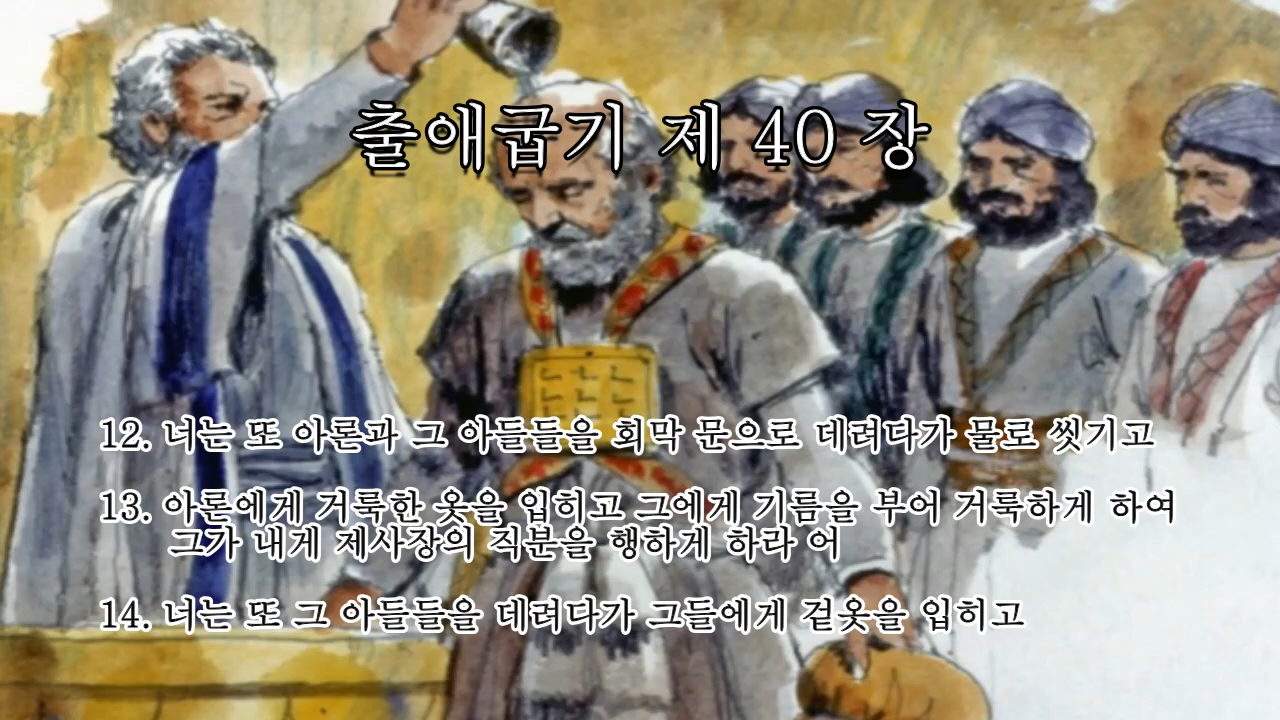 출애굽기 제 40 장
12. 너는 또 아론과 그 아들들을 회막 문으로 데려다가 물로 씻기고
13. 아론에게 거룩한 옷을 입히고 그에게 기름을 부어 거룩하게 하여
그가 내게 제사장의 직분을 행하게 하라 어
14. 너는 또 그 아들들을 데려다가 그들에게 겉옷을 입히고